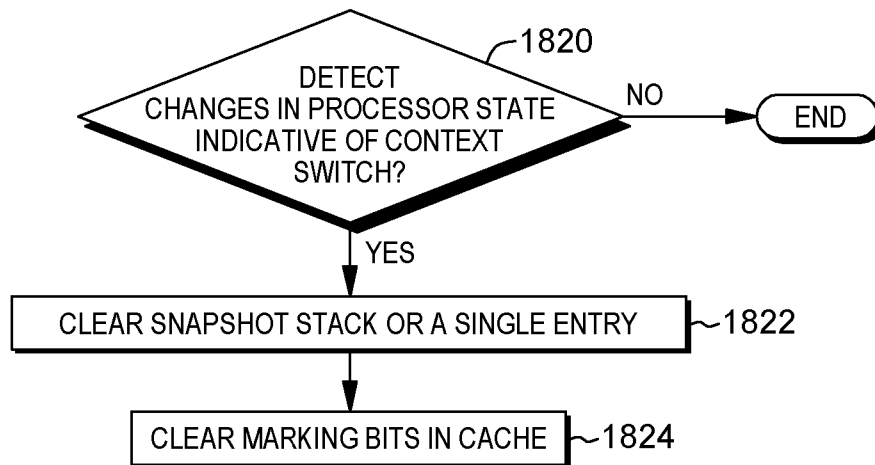 1820
DETECT
CHANGES IN PROCESSOR STATE
INDICATIVE OF CONTEXT
SWITCH?
NO
END
YES
CLEAR SNAPSHOT STACK OR A SINGLE ENTRY
1822
CLEAR MARKING BITS IN CACHE
1824